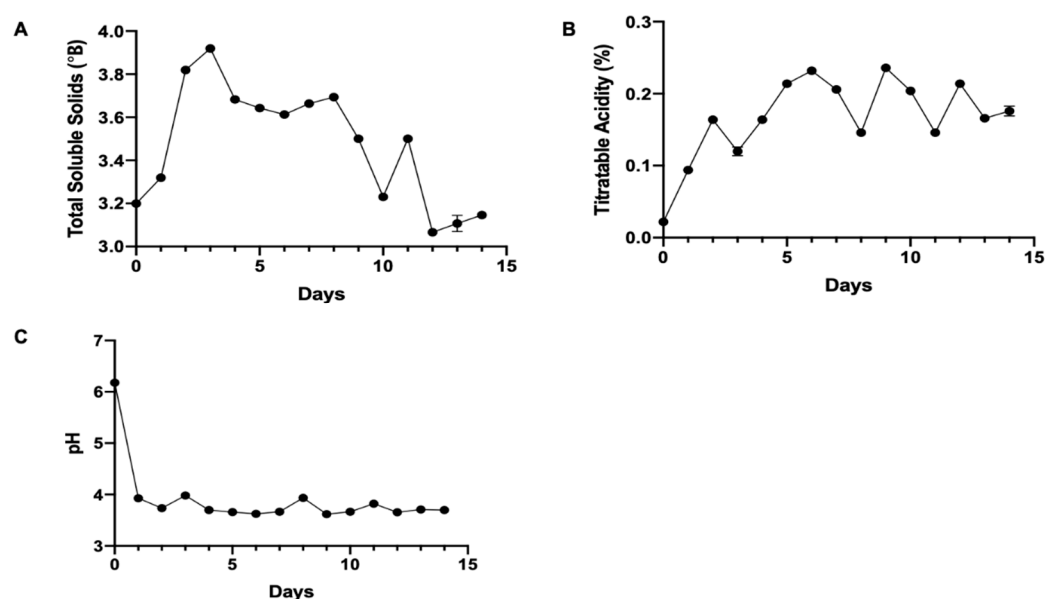 A
Total Soluble Solids (°B)
4.0
3.8
3.6
3.4
3.2
3.0
0 5 10 15
Days
B
Titratable Acidity (%)
0.3
0.2
0.1
0.0
0 5 10 15
Days
C
pH
7
6
5
4
3
0 5 10 15
Days